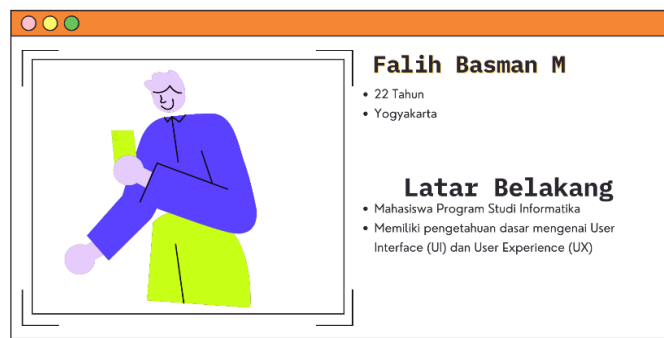 Falih Basman M
• 22 Tahun
• Yogyakarta
Latar Belakang
• Mahasiswa Program Studi Informatika
• Memiliki pengetahuan dasar mengenai User
Interface (UI) dan User Experience (UX)